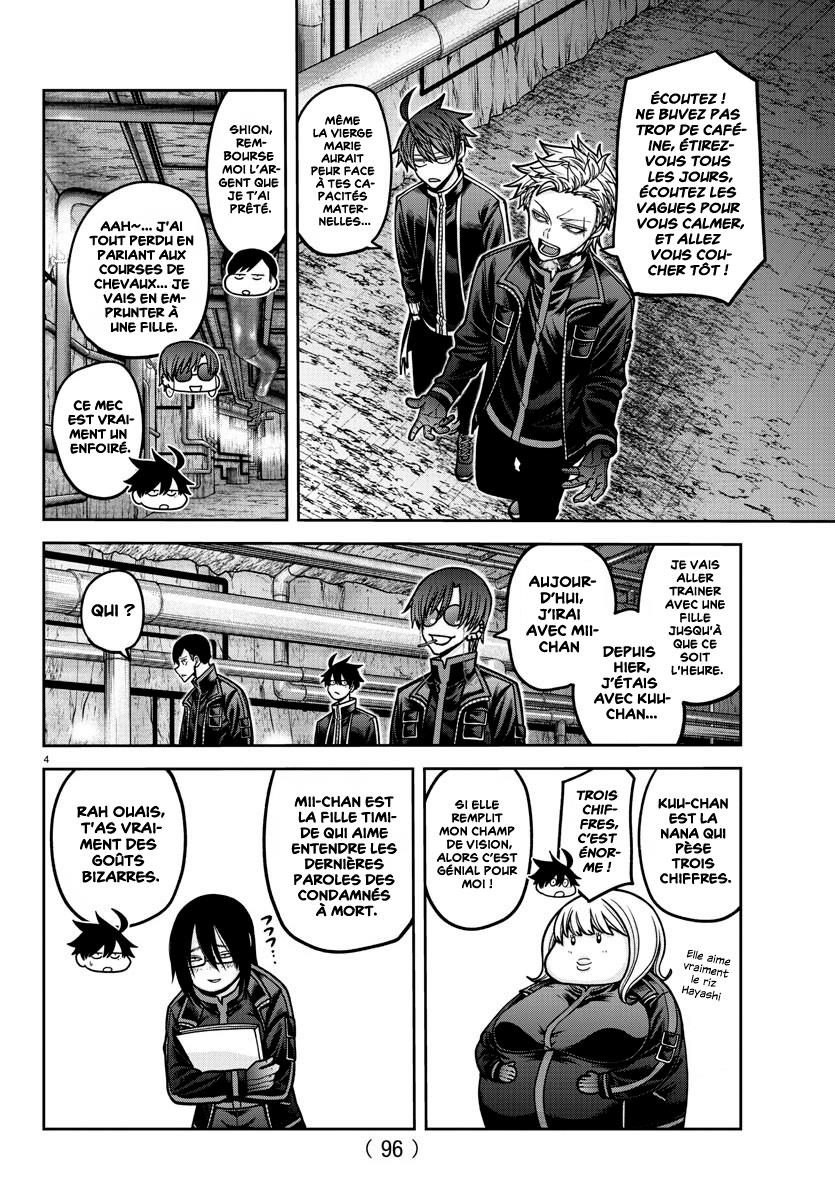 ÉCOUTEZ !
NE BUVEZ PAS
TROP DE CAFÉ-
INE, ÉTIREZ-
VOUS TOUS
LES JOURS,
ÉCOUTEZ LES
VAGUES POUR
VOUS CALMER,
ET ALLEZ
VOUS COU-
CHER TÔT !
MÊME
LA VIERGE
MARIE
AURAIT
PEUR FACE
À TES CA-
PACITÉS
MATER-
NELLES...
SHION,
REM-
BOURSE
MOI L'AR-
GENT QUE
JE T'AI
PRÊTÉ.
AAH~... J'AI
TOUT PERDU EN
PARIANT AUX
COURSES DE
CHEVAUX... JE
VAIS EN EM-
PRUNTER À
UNE FILLE.
CE MEC
EST VRAI-
MENT UN
ENFOIRÉ.
JE VAIS
ALLER
TRAINER
AVEC UNE
FILLE
JUSQU'À
QUE CE
SOIT
L'HEURE.
DEPUIS
HIER,
J'ÉTAIS
AVEC KUU-
CHAN...
AUJOUR-
D'HUI,
J'IRAI
AVEC MII-
CHAN
QUI ?
4
KUU-CHAN
EST LA
NANA QUI
PÈSE
TROIS
CHIFFRES.
TROIS
CHIF-
FRES,
C'EST
ÉNOR-
ME !
SI ELLE
REMPLIT
MON CHAMP
DE VISION,
ALORS C'EST
GÉNIAL POUR
MOI !
Elle aime
vraiment
le riz
Hayashi
MII-CHAN EST
LA FILLE TIMI-
DE QUI AIME
ENTENDRE LES
DERNIÈRES
PAROLES DES
CONDAMNÉS
À MORT.
RAH OUAIS,
T'AS VRAI-
MENT DES
GOÛTS
BIZARRES.
( 96 )